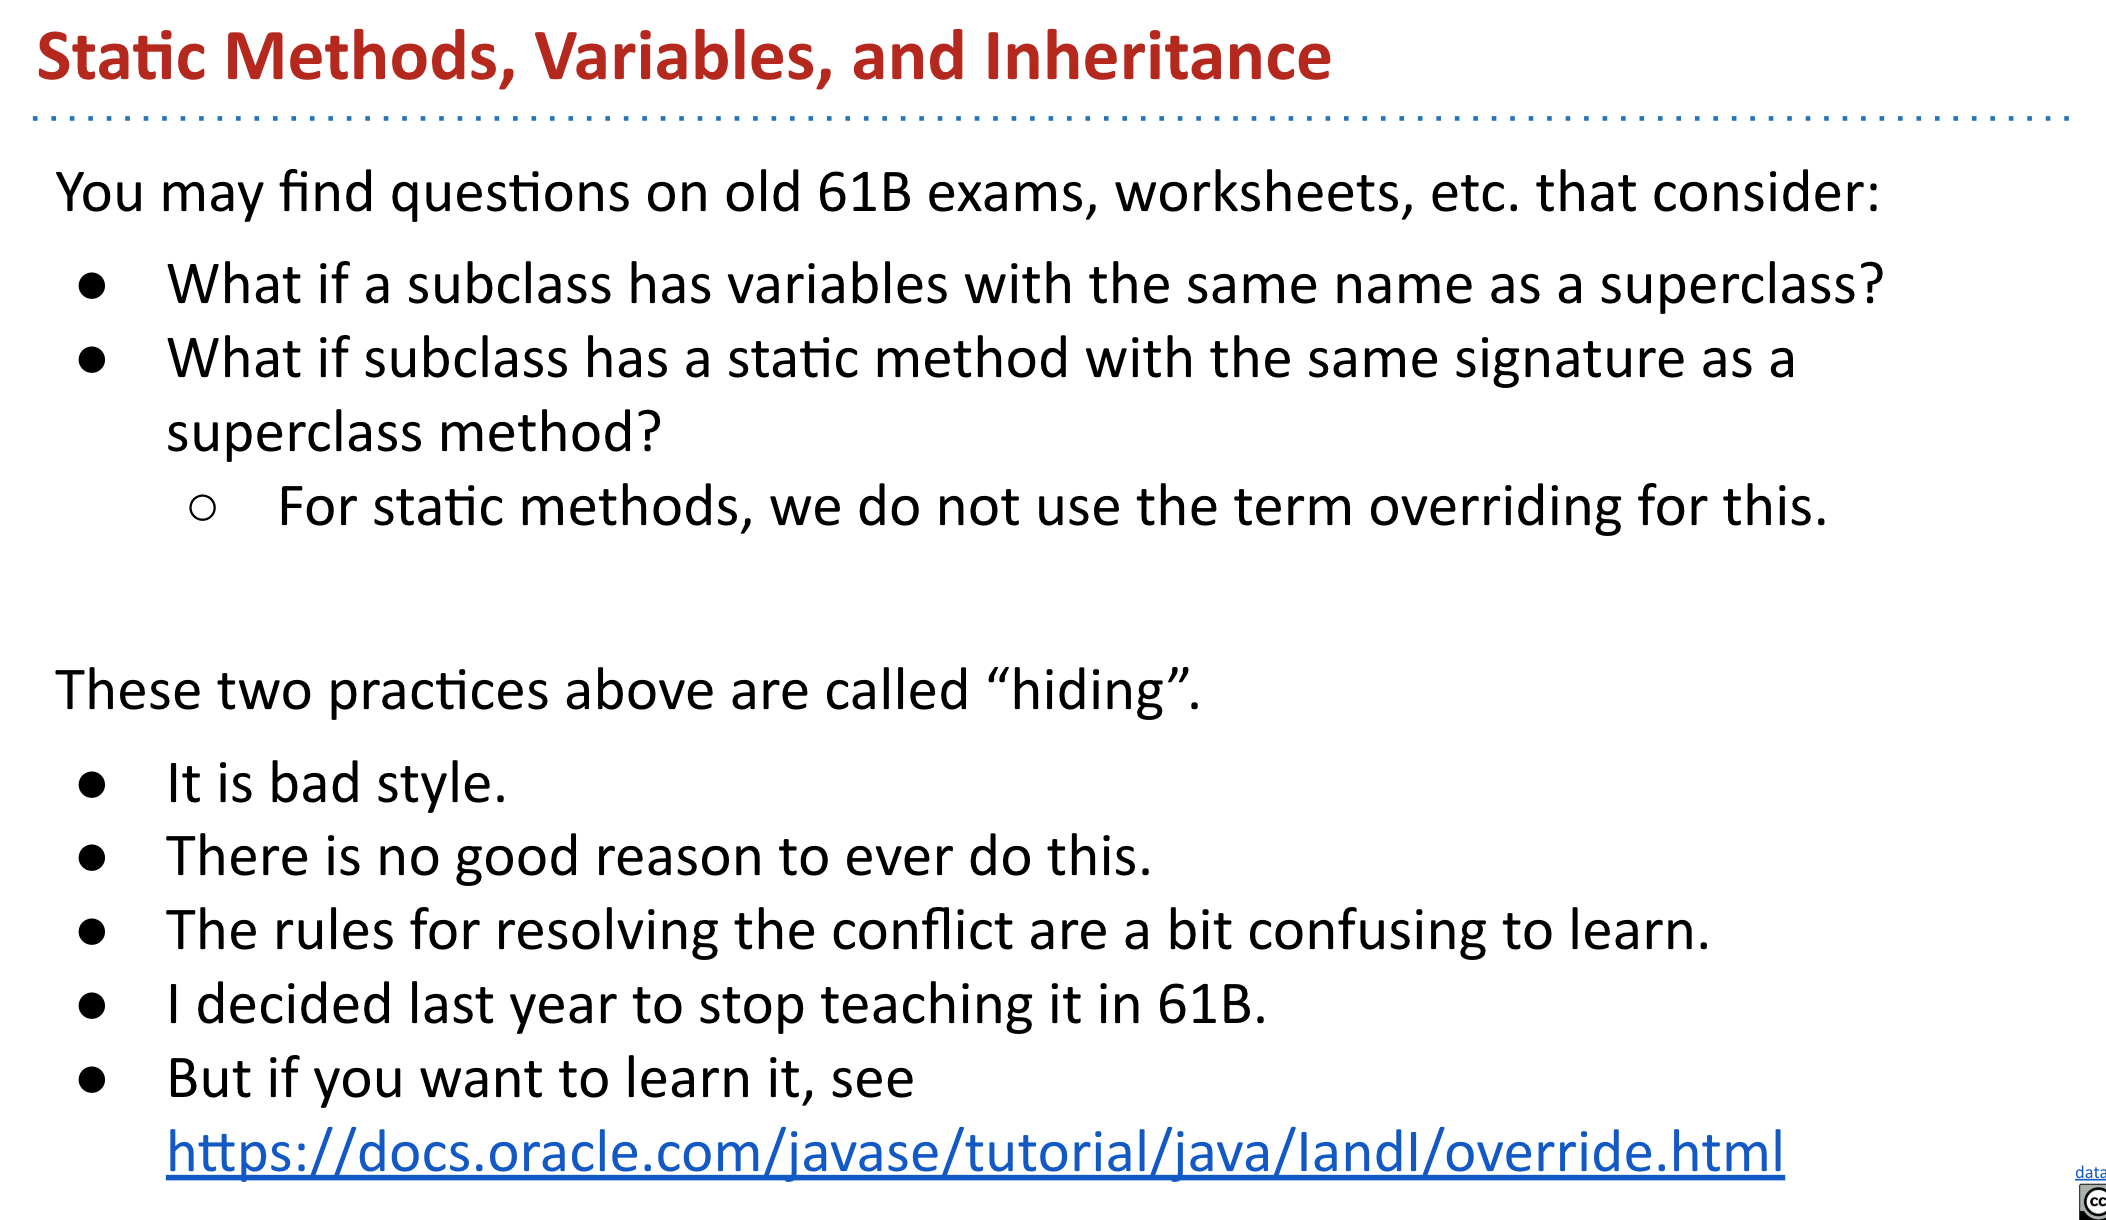 Static Methods, Variables, and Inheritance
You may find questions on old 61B exams, worksheets, etc. that consider:
● What if a subclass has variables with the same name as a superclass?
● What if subclass has a static method with the same signature as a
superclass method?
○ For static methods, we do not use the term overriding for this.
These two practices above are called “hiding”.
● It is bad style.
● There is no good reason to ever do this.
● The rules for resolving the conflict are a bit confusing to learn.
● I decided last year to stop teaching it in 61B.
● But if you want to learn it, see
https://docs.oracle.com/javase/tutorial/java/IandI/override.html
data
cc